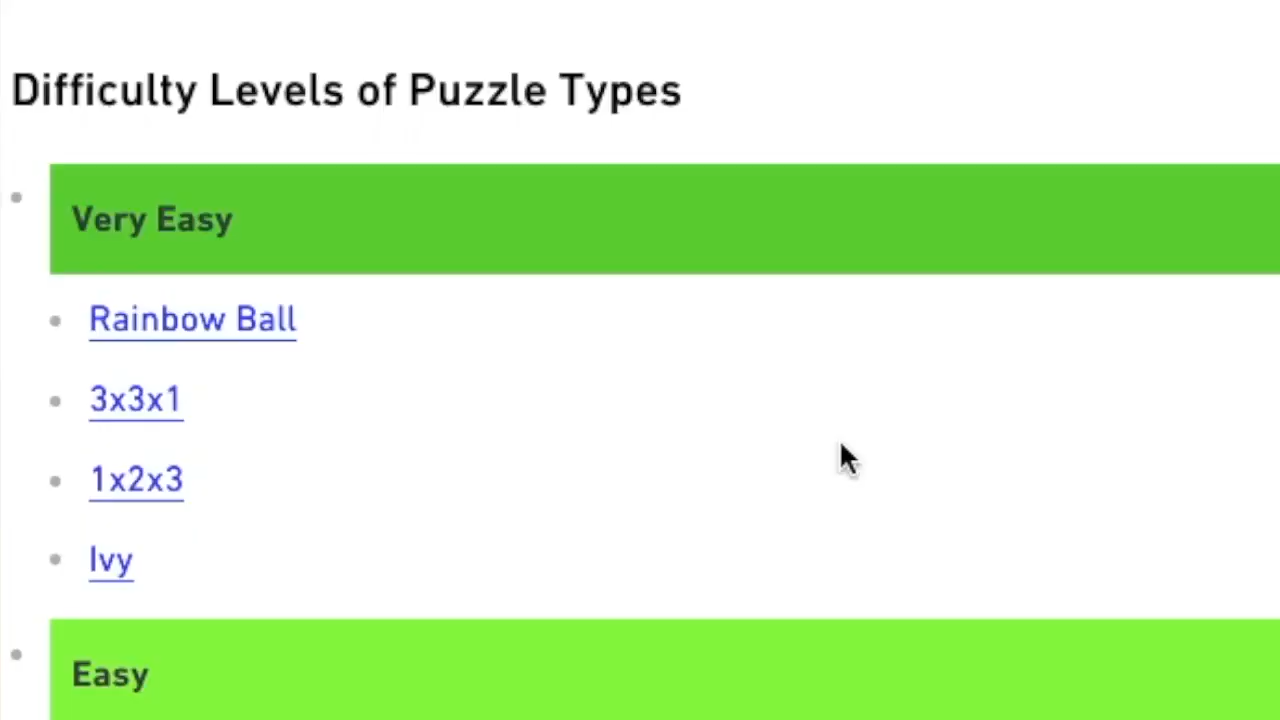 Difficulty Levels of Puzzle Types
Very Easy
Rainbow Ball
3x3x1
1x2x3
Ivy
Easy